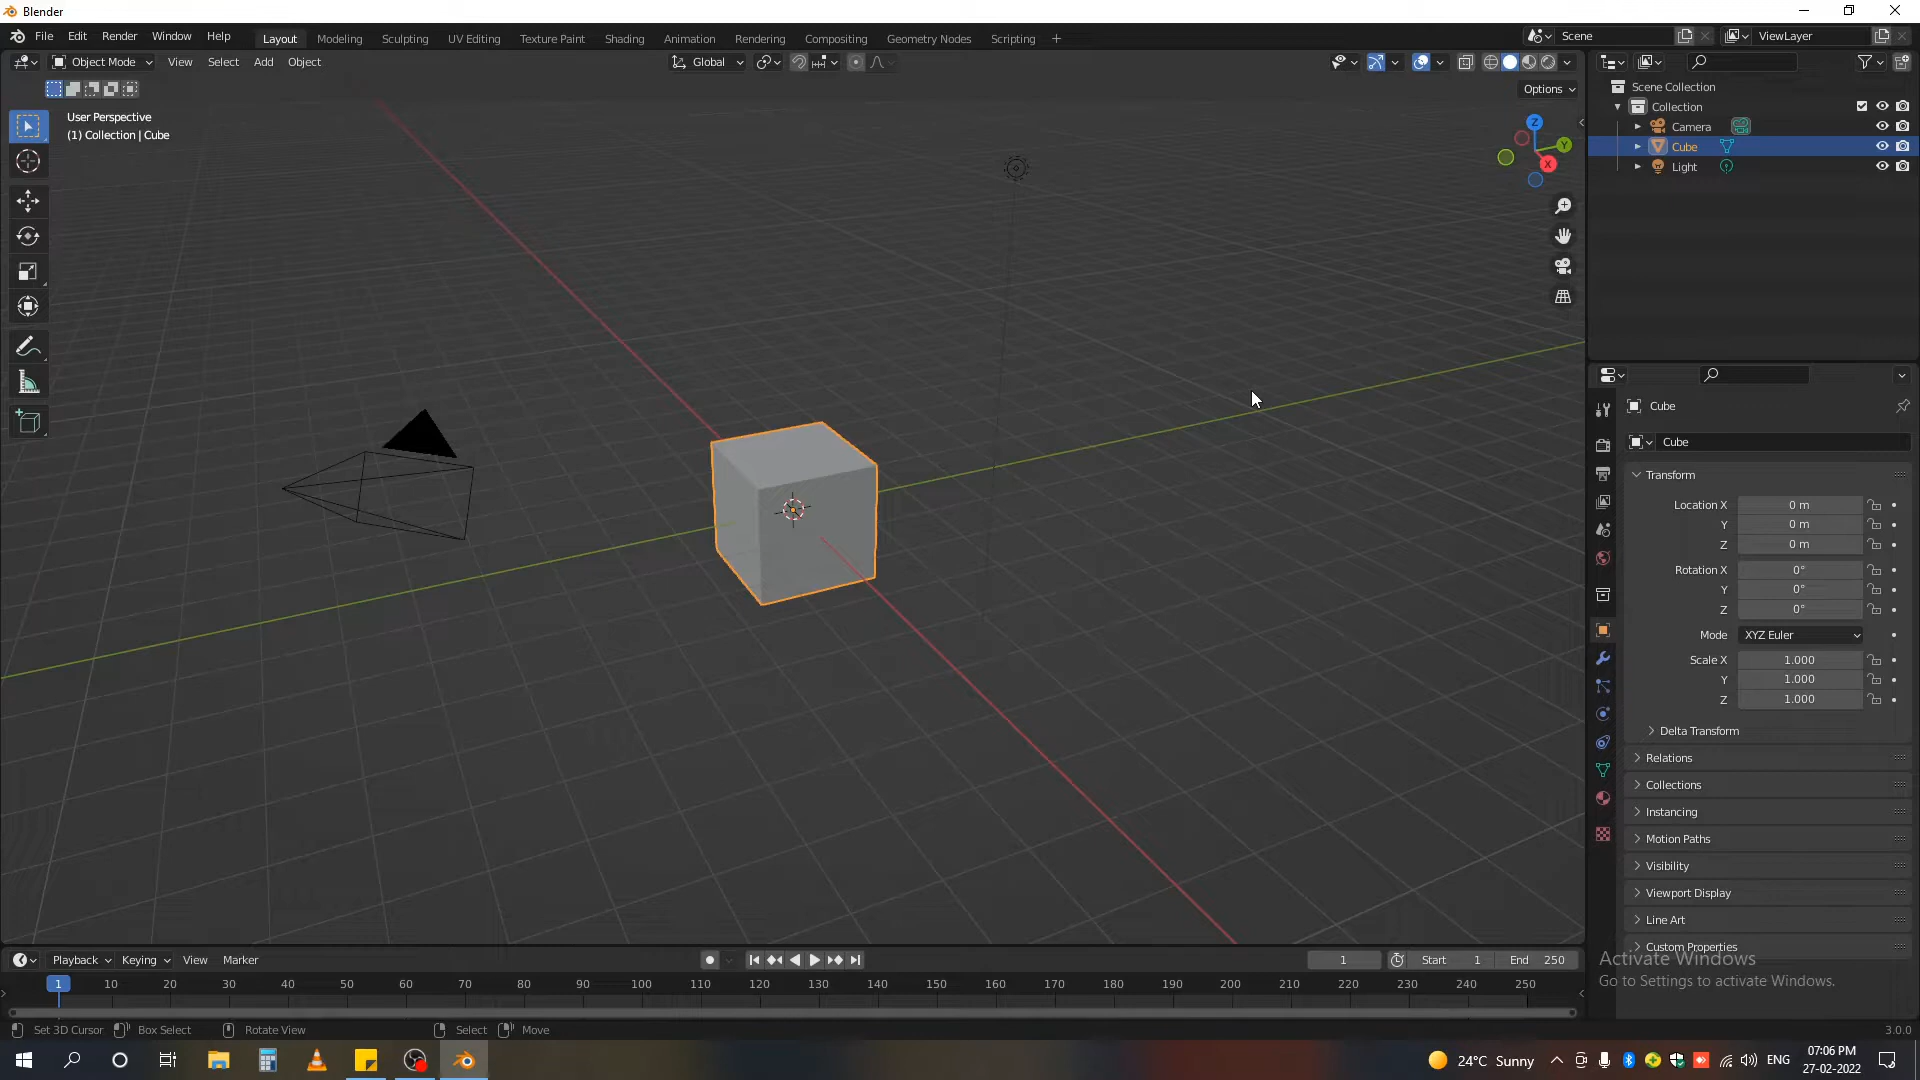 Blender
File Edit Render Window Help Layout Modeling Sculpting UV Editing Texture Paint Shading Animation Rendering Compositing Geometry Nodes Scripting + Scene ViewLayer
Object Mode View Select Add Object Global
Options
User Perspective
(1) Collection | Cube
Z
Y
X
Scene Collection
Collection
Camera
Cube
Light
Cube
Cube
Transform
Location X 0 m
Y 0 m
Z 0 m
Rotation X 0°
Y 0°
Z 0°
Mode XYZ Euler
Scale X 1.000
Y 1.000
Z 1.000
Delta Transform
Relations
Collections
Instancing
Motion Paths
Visibility
Viewport Display
Line Art
Custom Properties
Activate Windows
Go to Settings to activate Windows.
Playback Keying View Marker 1 Start 1 End 250
1 10 20 30 40 50 60 70 80 90 100 110 120 130 140 150 160 170 180 190 200 210 220 230 240 250
Set 3D Cursor Box Select Rotate View Select Move 3.0.0
24°C Sunny ENG 07:06 PM
27-02-2022